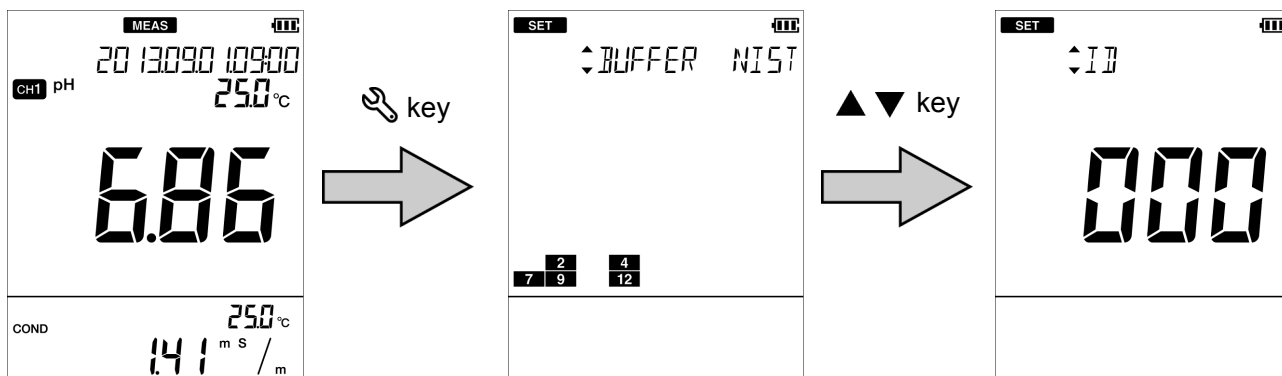 MEAS
2013.09.01.09:00
CH1 pH
25.0 °C
6.86
COND
25.0 °C
1.41 m S / m
key
SET
BUFFER NIST
2 4
7 9 12
▲ ▼ key
SET
ID
000